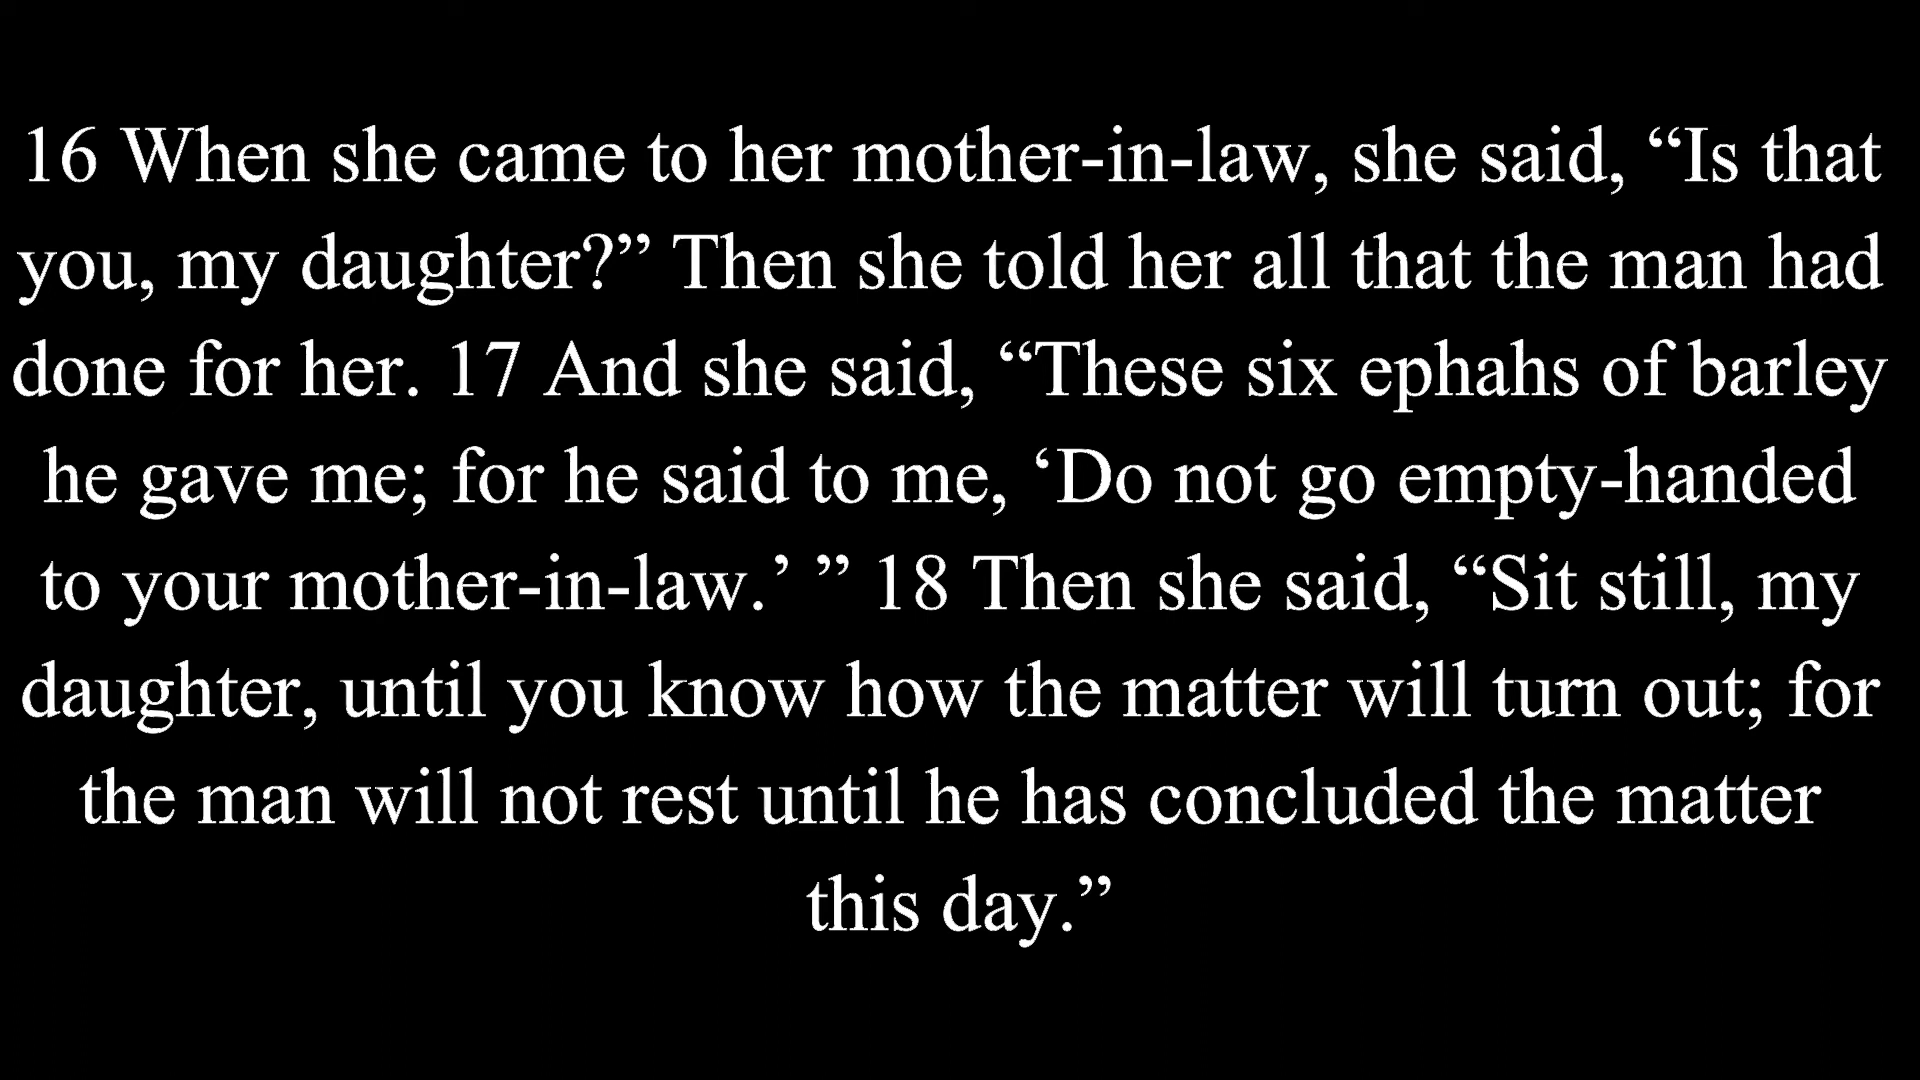 16 When she came to her mother-in-law, she said, “Is that
you, my daughter?” Then she told her all that the man had
done for her. 17 And she said, “These six ephahs of barley
he gave me; for he said to me, ‘Do not go empty-handed
to your mother-in-law.’ ” 18 Then she said, “Sit still, my
daughter, until you know how the matter will turn out; for
the man will not rest until he has concluded the matter
this day.”